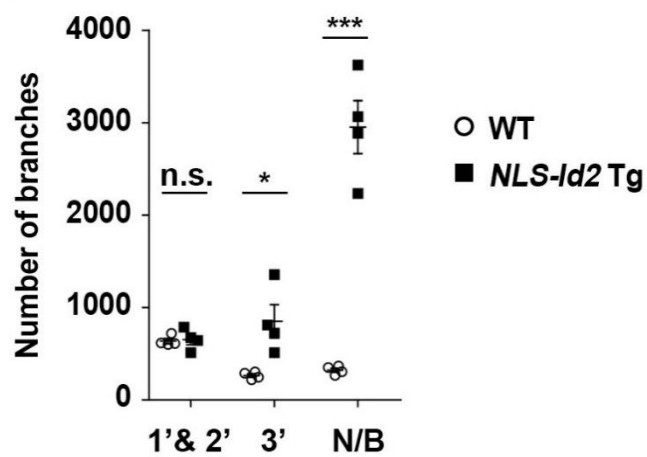 4000
3000
2000
1000
0
Number of branches
n.s.
*
***
1'& 2'
3'
N/B
WT
NLS-Id2 Tg